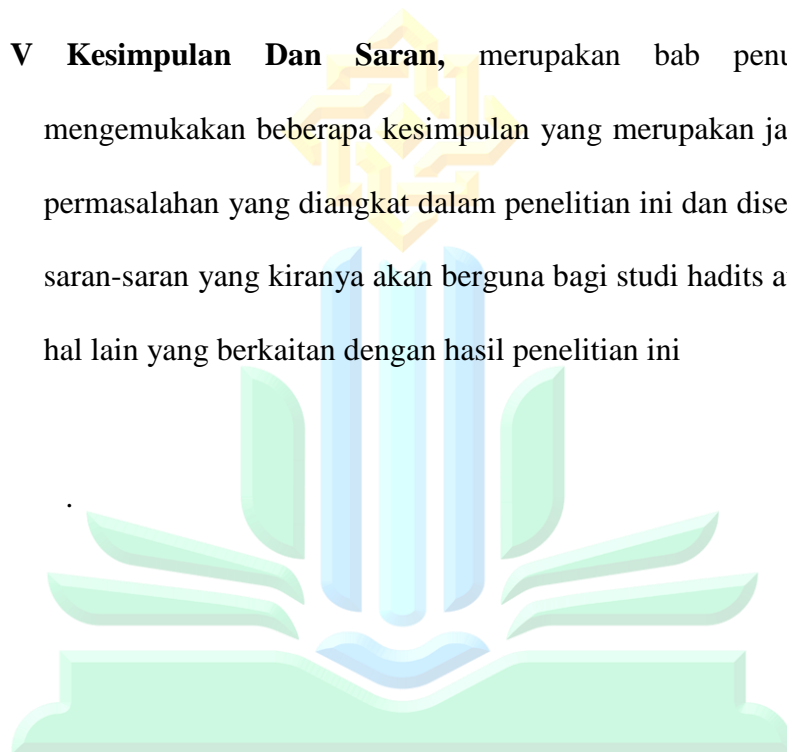 V Kesimpulan Dan Saran, merupakan bab penu
mengemukakan beberapa kesimpulan yang merupakan ja
permasalahan yang diangkat dalam penelitian ini dan dise
saran-saran yang kiranya akan berguna bagi studi hadits a
hal lain yang berkaitan dengan hasil penelitian ini
.